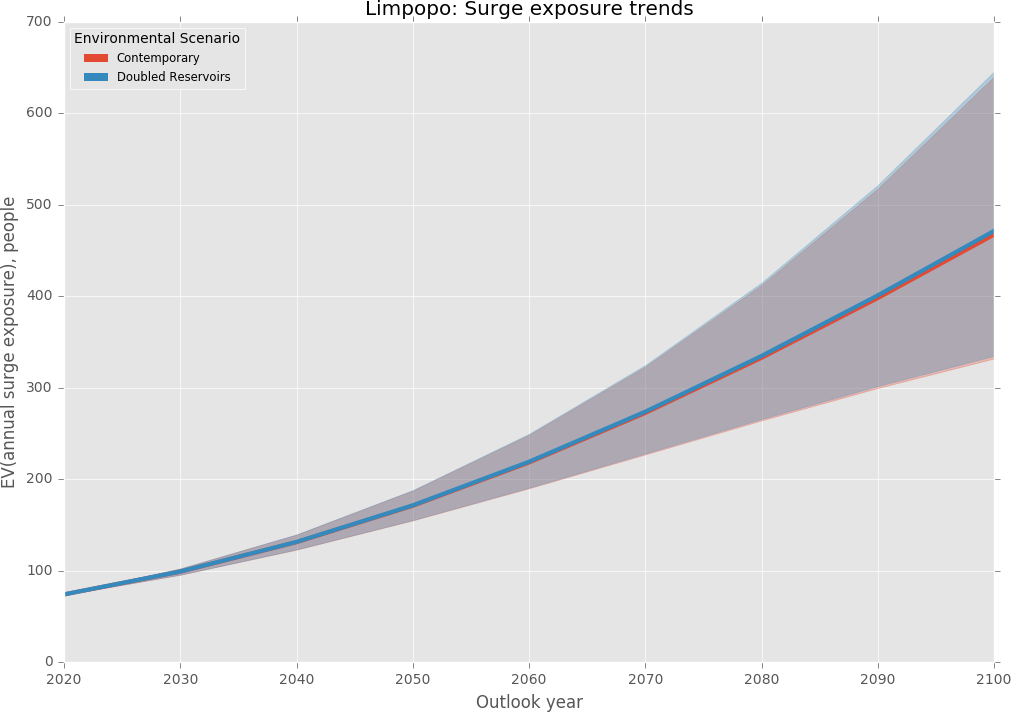 Limpopo: Surge exposure trends
700
600
500
400
300
200
100
0
EV(annual surge exposure), people
Environmental Scenario
Contemporary
Doubled Reservoirs
2020 2030 2040 2050 2060 2070 2080 2090 2100
Outlook year